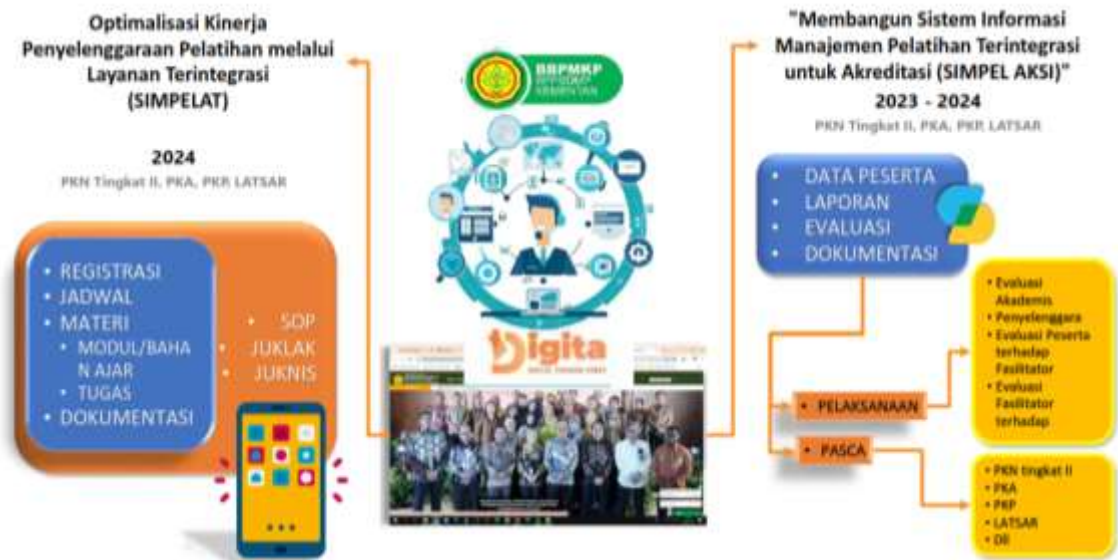 Optimalisasi Kinerja
Penyelenggaraan Pelatihan melalui
Layanan Terintegrasi
(SIMPELAT)
2024
PKN Tingkat II, PKA, PKP, LATSAR
• REGISTRASI
• JADWAL
• MATERI
• MODUL/BAHA
N AJAR
• TUGAS
• DOKUMENTASI
• SOP
• JUKLAK
• JUKNIS
BBPMKP
BPPSDMP
KEMENTAN
Digita
"Membangun Sistem Informasi
Manajemen Pelatihan Terintegrasi
untuk Akreditasi (SIMPEL AKSI)"
2023 - 2024
PKN Tingkat II, PKA, PKP, LATSAR
• DATA PESERTA
• LAPORAN
• EVALUASI
• DOKUMENTASI
• PELAKSANAAN
• PASCA
• Evaluasi
Akademis
• Penyelenggara
• Evaluasi Peserta
terhadap
Fasilitator
• Evaluasi
Fasilitator
terhadap
• PKN tingkat II
• PKA
• PKP
• LATSAR
• Dll